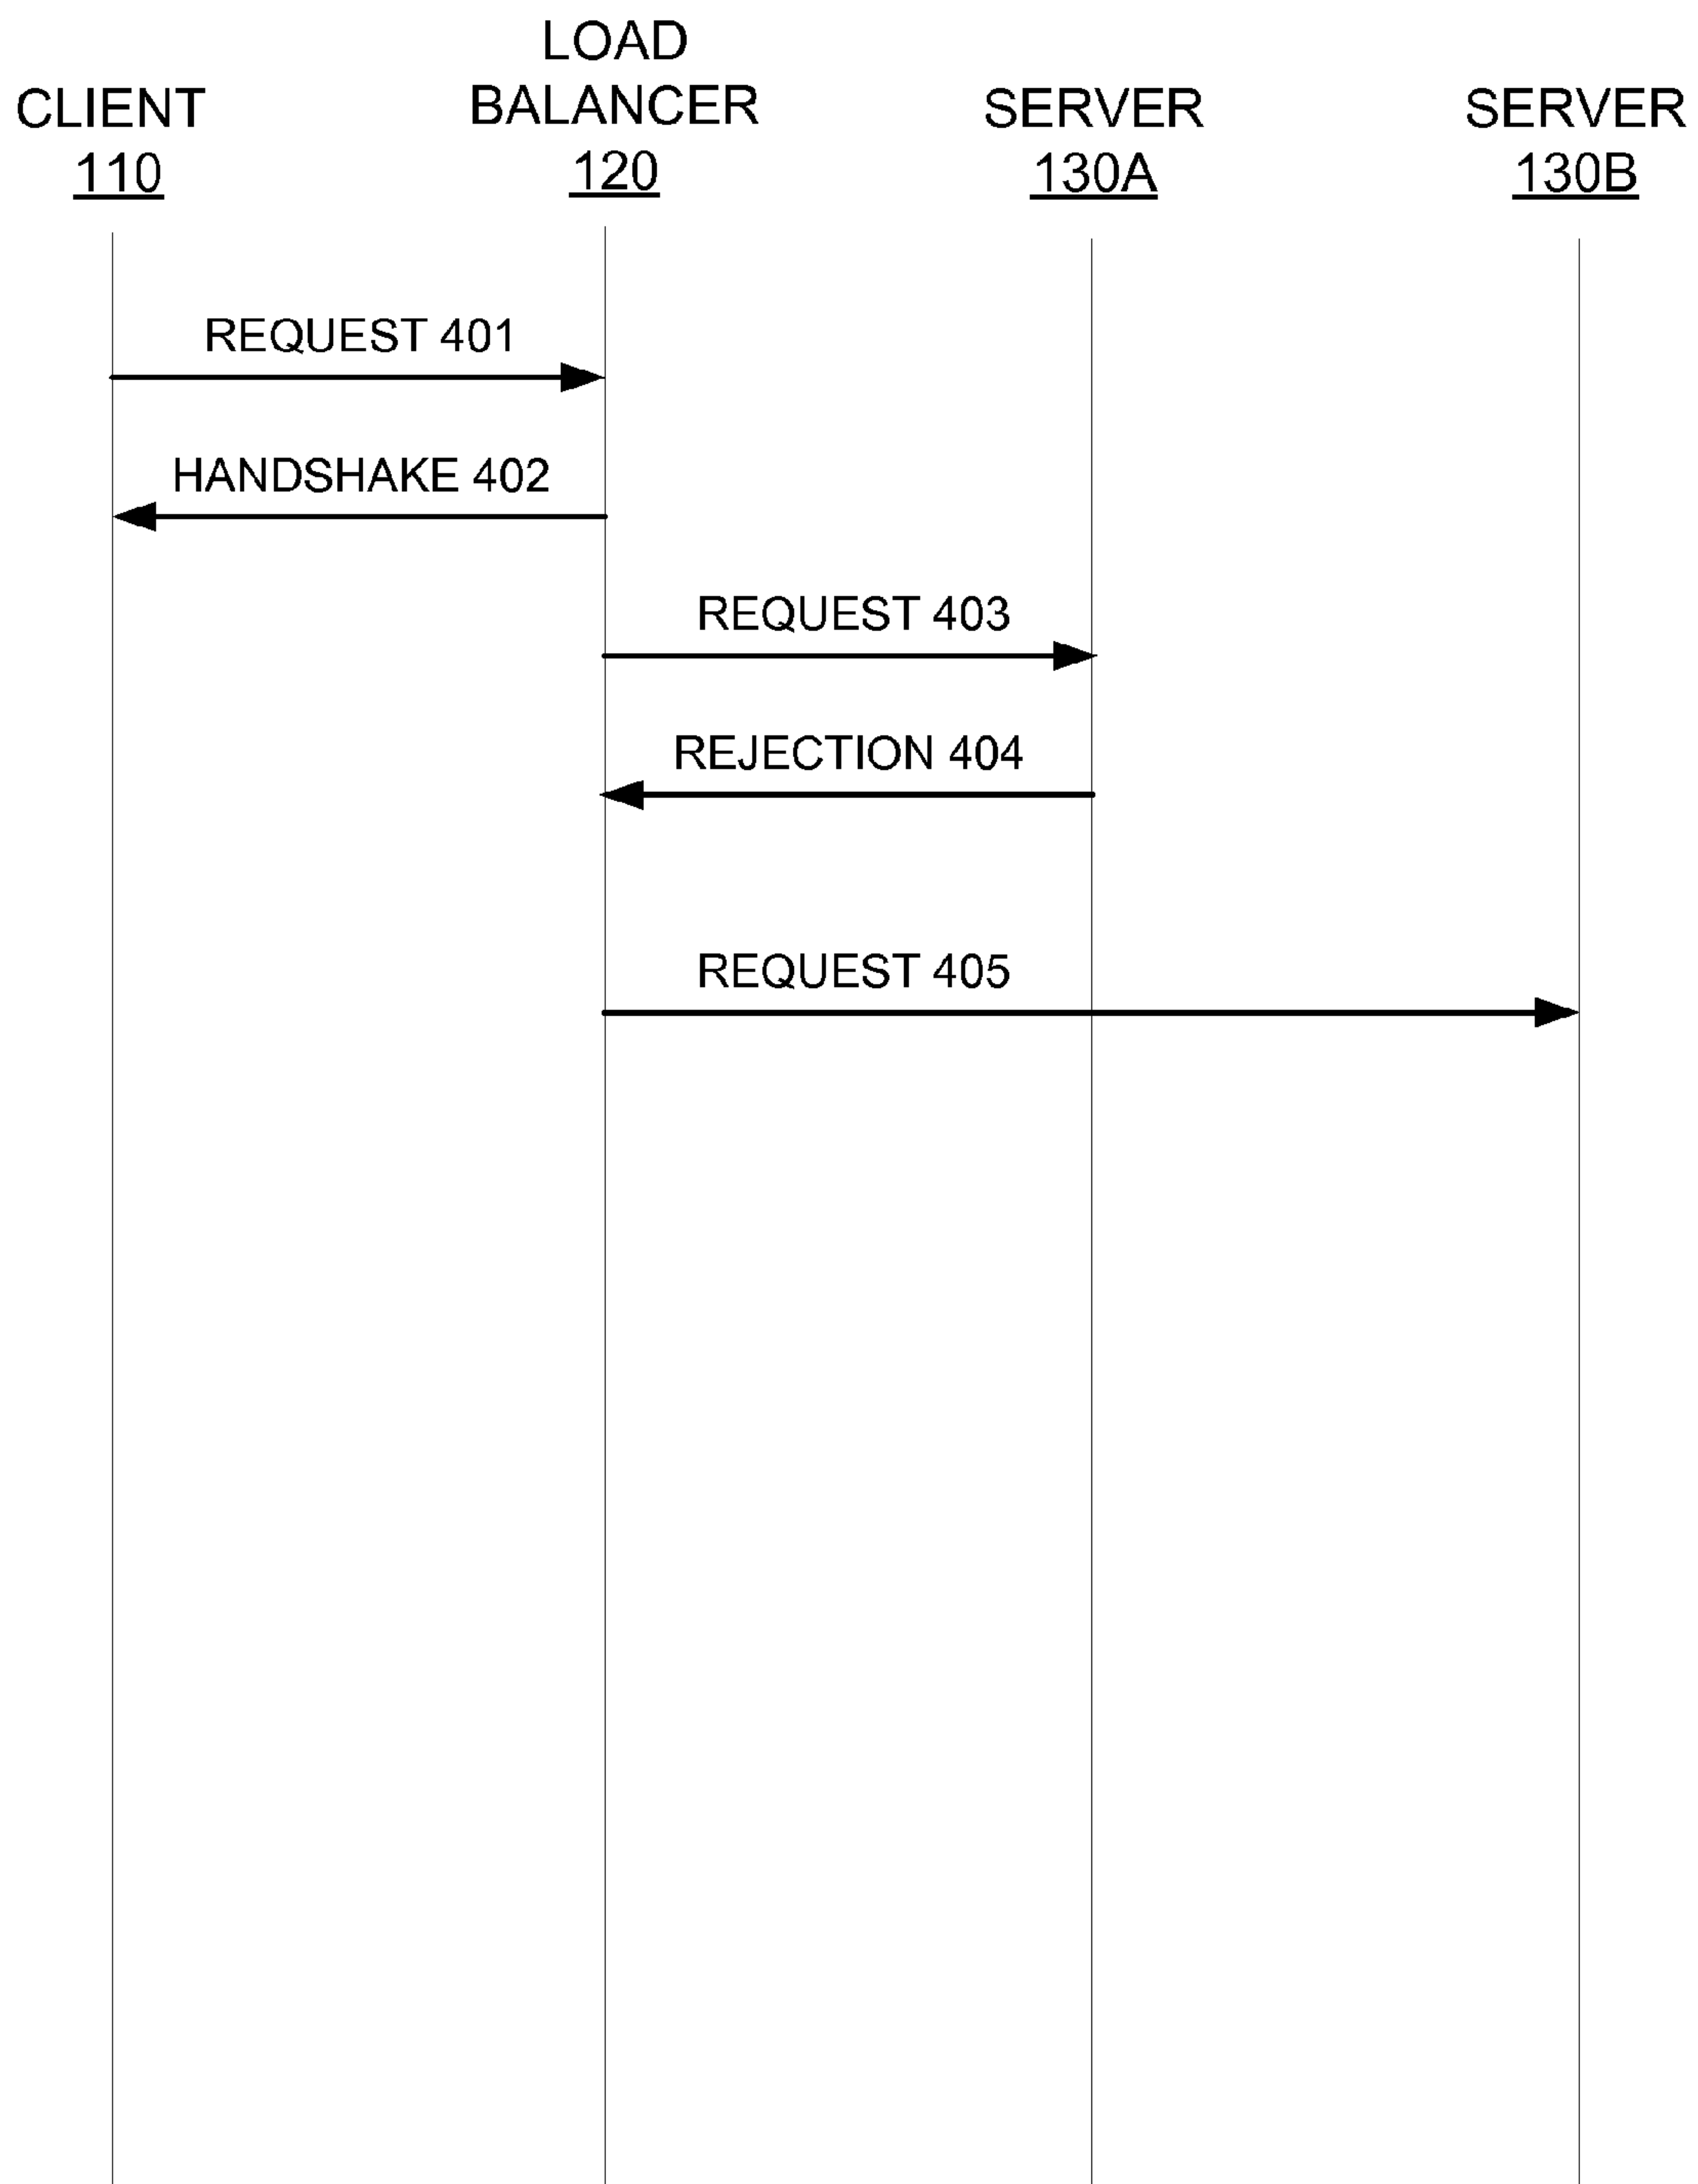 CLIENT
110
LOAD
BALANCER
120
SERVER
130A
SERVER
130B
REQUEST 401
HANDSHAKE 402
REQUEST 403
REJECTION 404
REQUEST 405